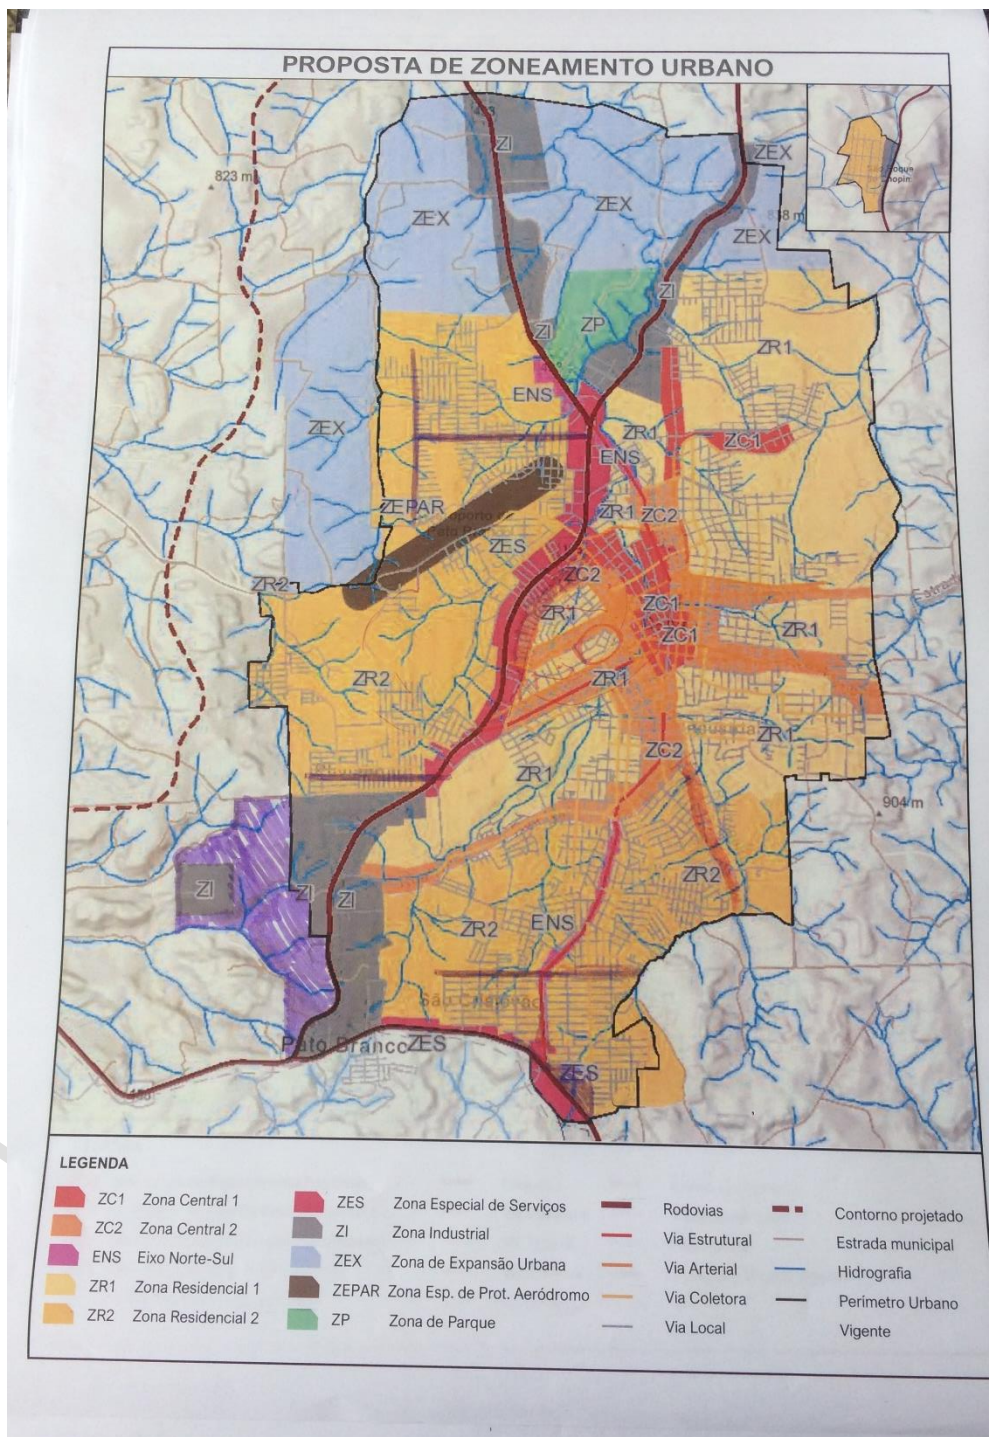 PROPOSTA DE ZONEAMENTO URBANO
ZI
ZEX
823 m
ZEX
ZEX
838 m
ZEX
ZI
ZI
ZP
ZR1
ENS
ZR1
ZC1
ZEX
ENS
ZEPAR
ZR1
ZC2
ZES
ZC2
ZR2
ZR1
ZC1
ZC1
ZR1
ZR2
ZR1
ZR1
ZC2
ZR1
904 m
ZI
ZI
ZI
ZR2
ZR2
ENS
São Cristóvão
Pato Branco
ZES
ZES
LEGENDA
ZC1 Zona Central 1
ZC2 Zona Central 2
ENS Eixo Norte-Sul
ZR1 Zona Residencial 1
ZR2 Zona Residencial 2
ZES Zona Especial de Serviços
ZI Zona Industrial
ZEX Zona de Expansão Urbana
ZEPAR Zona Esp. de Prot. Aeródromo
ZP Zona de Parque
Rodovias
Via Estrutural
Via Arterial
Via Coletora
Via Local
Contorno projetado
Estrada municipal
Hidrografia
Perímetro Urbano
Vigente